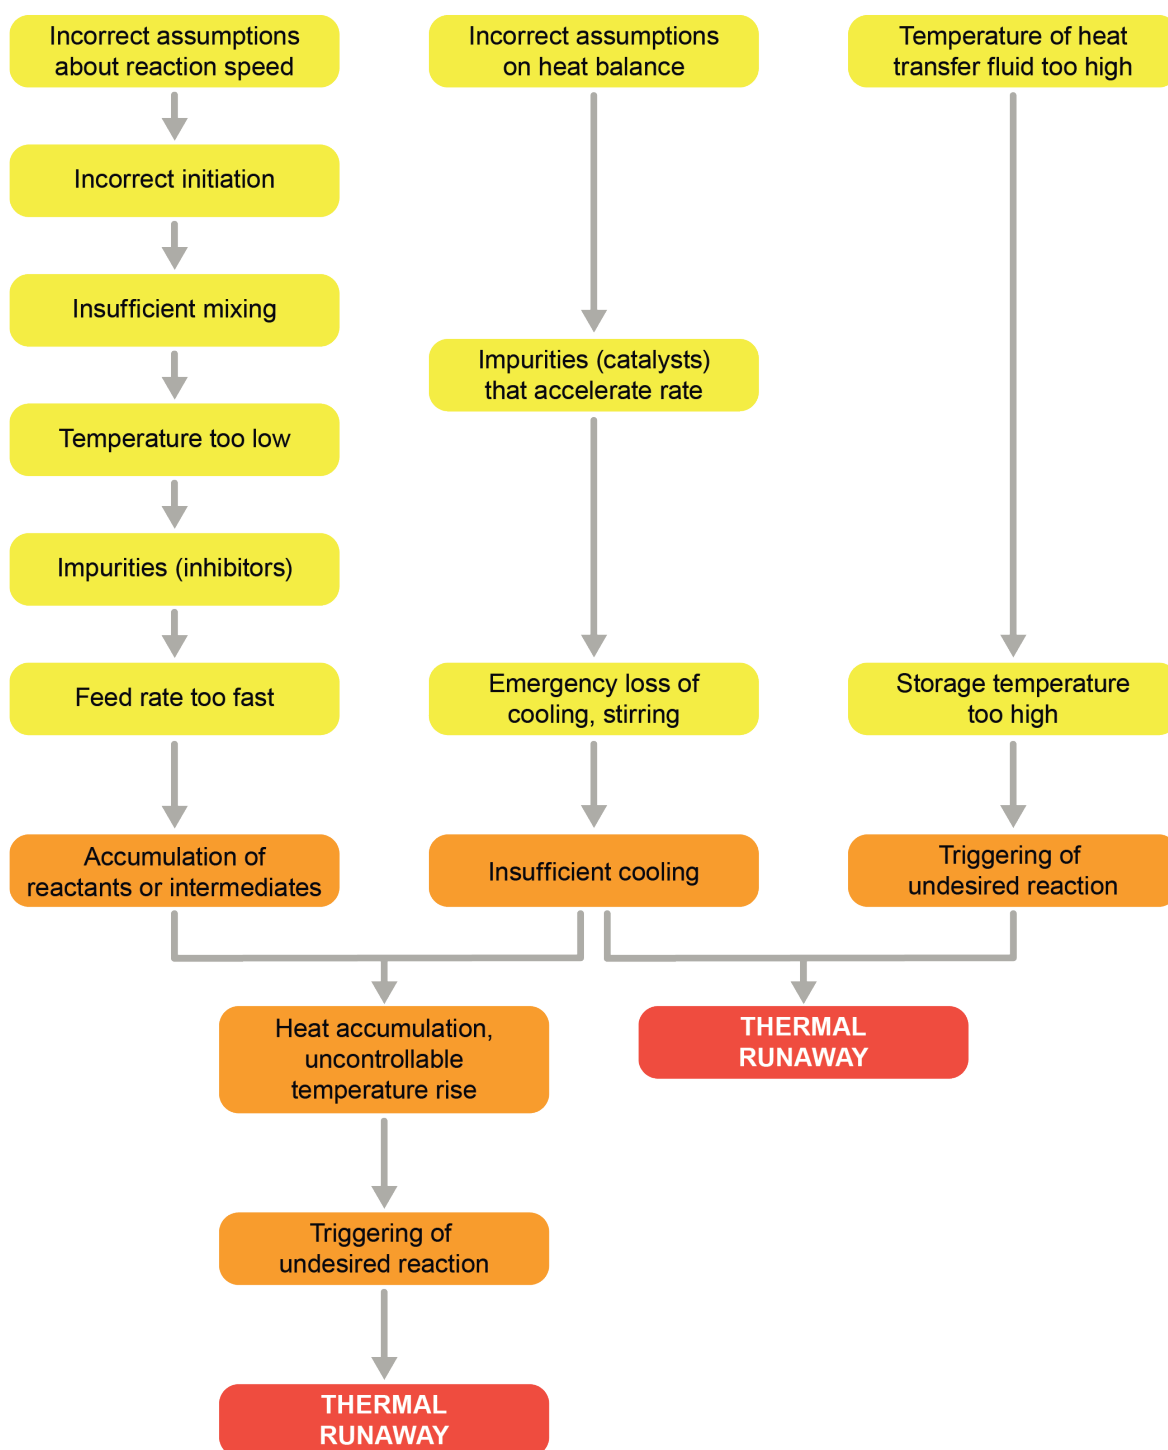 Incorrect assumptions
about reaction speed
Incorrect assumptions
on heat balance
Temperature of heat
transfer fluid too high
Incorrect initiation
Insufficient mixing
Impurities (catalysts)
that accelerate rate
Temperature too low
Impurities (inhibitors)
Feed rate too fast
Emergency loss of
cooling, stirring
Storage temperature
too high
Accumulation of
reactants or intermediates
Insufficient cooling
Triggering of
undesired reaction
Heat accumulation,
uncontrollable
temperature rise
THERMAL
RUNAWAY
Triggering of
undesired reaction
THERMAL
RUNAWAY